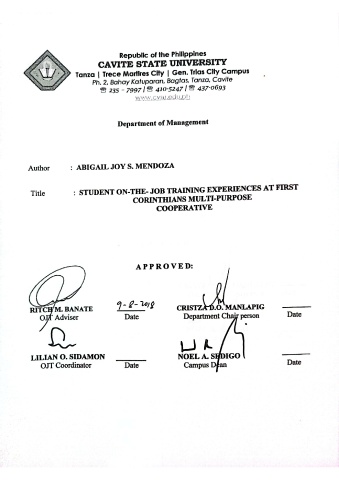 Republic of the Philippines
CAVITE STATE UNIVERSITY
Tanza | Trece Martires City | Gen. Trias City Campus
Ph. 2, Bahay Katuparan, Bagtas, Tanza, Cavite
☎ 235 - 7997 | ☎ 410-5247 | ☎ 437-0693
www.cvsu.edu.ph
Department of Management
Author : ABIGAIL JOY S. MENDOZA
Title : STUDENT ON-THE- JOB TRAINING EXPERIENCES AT FIRST
CORINTHIANS MULTI-PURPOSE
COOPERATIVE
APPROVED:
9-8-2018
RITCH M. BANATE
OJT Adviser
Date
CRISTZA D.O. MANLAPIG
Department Chair person
Date
LILIAN O. SIDAMON
OJT Coordinator
Date
NOEL A. SEDIGO
Campus Dean
Date